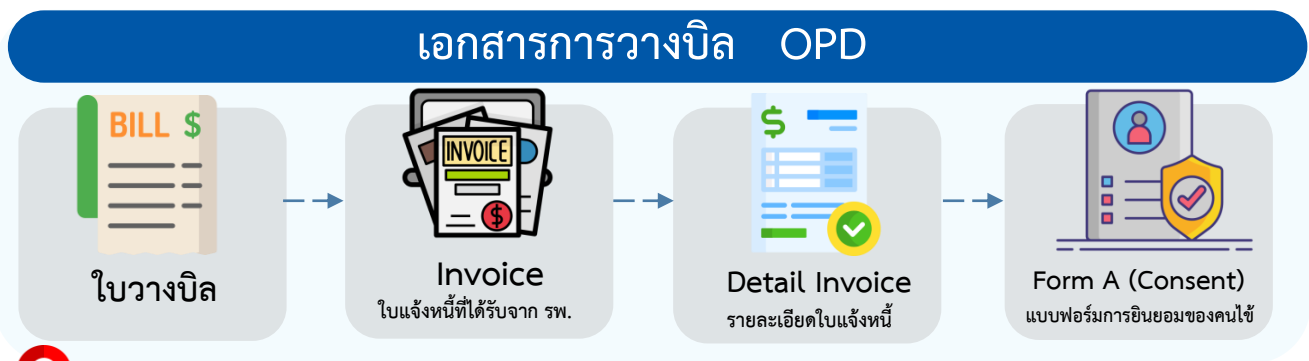 เอกสารการวางบิล OPD
BILL $
ใบวางบิล
INVOICE
$
Invoice
ใบแจ้งหนี้ที่ได้รับจาก รพ.
$
Detail Invoice
รายละเอียดใบแจ้งหนี้
Form A (Consent)
แบบฟอร์มการยินยอมของคนไข้